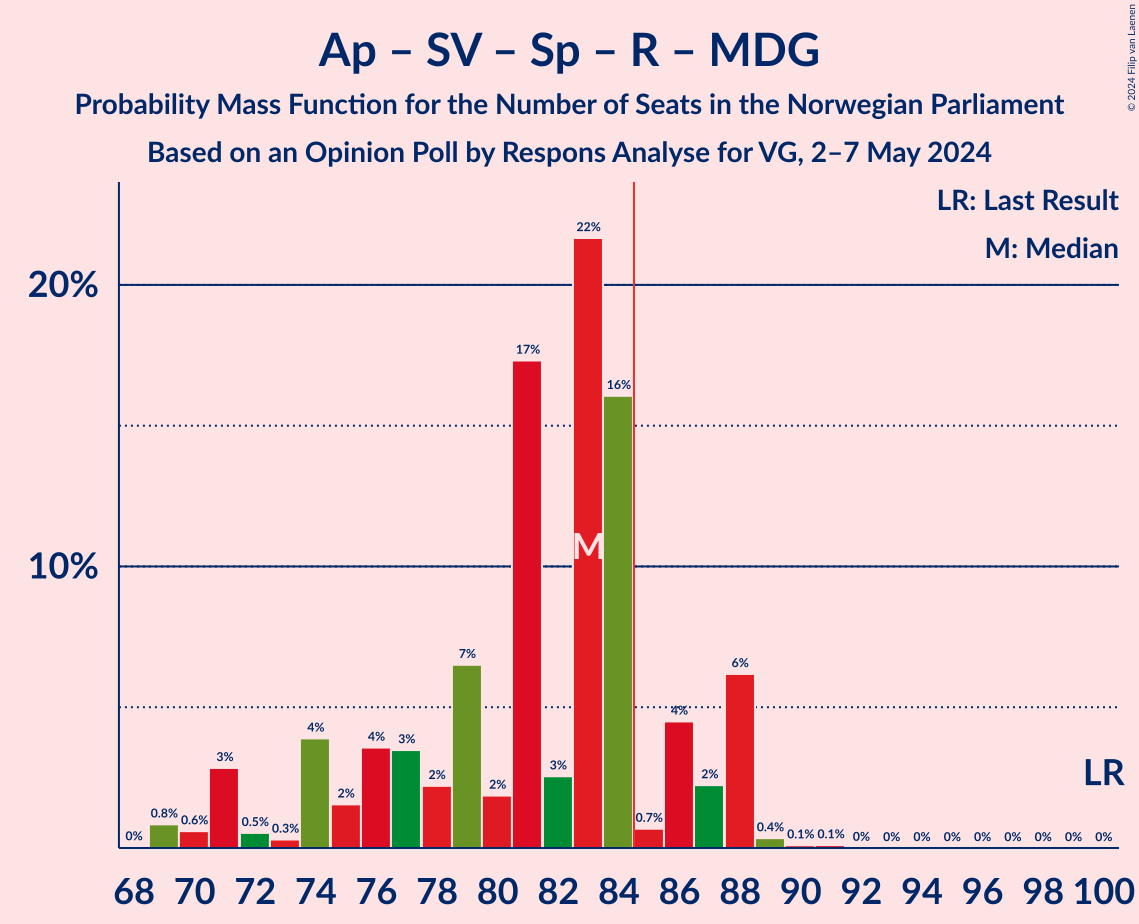 Ap – SV – Sp – R – MDG
Probability Mass Function for the Number of Seats in the Norwegian Parliament
Based on an Opinion Poll by Respons Analyse for VG, 2–7 May 2024
© 2024 Filip van Laenen
LR: Last Result
M: Median
20%
10%
0% 0.8% 0.6% 3% 0.5% 0.3% 4% 2% 4% 3% 2% 7% 2% 17% 3% 22% 16% 0.7% 4% 2% 6% 0.4% 0.1% 0.1% 0% 0% 0% 0% 0% 0% 0% 0% 0%
M
LR
68 70 72 74 76 78 80 82 84 86 88 90 92 94 96 98 100